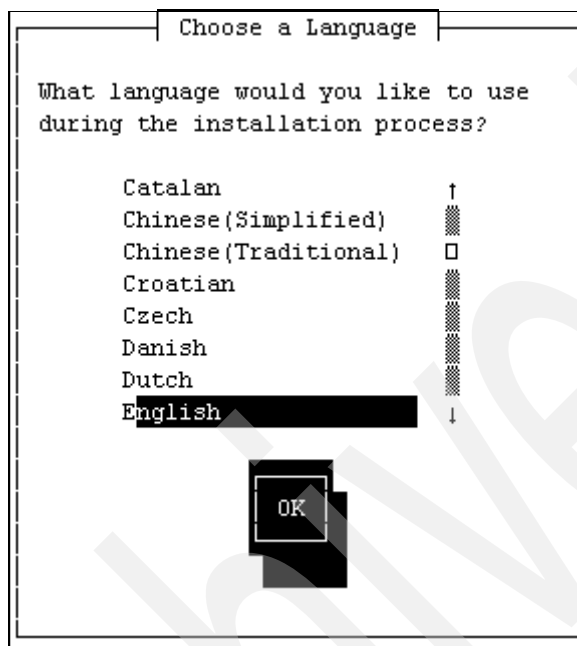 Choose a Language
What language would you like to use
during the installation process?
Catalan
Chinese(Simplified)
Chinese(Traditional)
Croatian
Czech
Danish
Dutch
English
OK